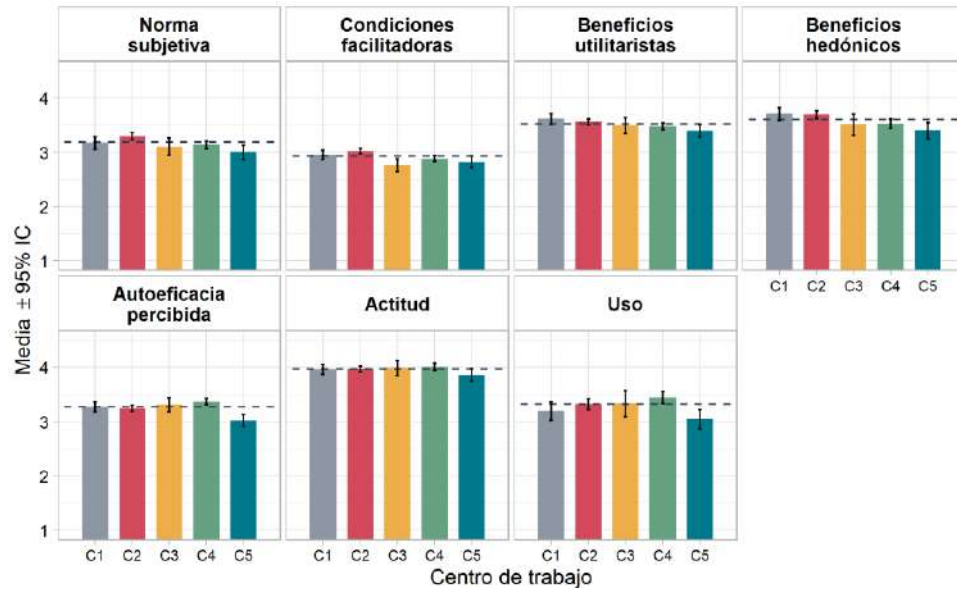 Norma
subjetiva
Condiciones
facilitadoras
Beneficios
utilitaristas
Beneficios
hedónicos
4
3
2
1
C1 C2 C3 C4 C5
Autoeficacia
percibida
Actitud
Uso
4
3
2
1
C1 C2 C3 C4 C5
C1 C2 C3 C4 C5
C1 C2 C3 C4 C5
Media ± 95% IC
Centro de trabajo